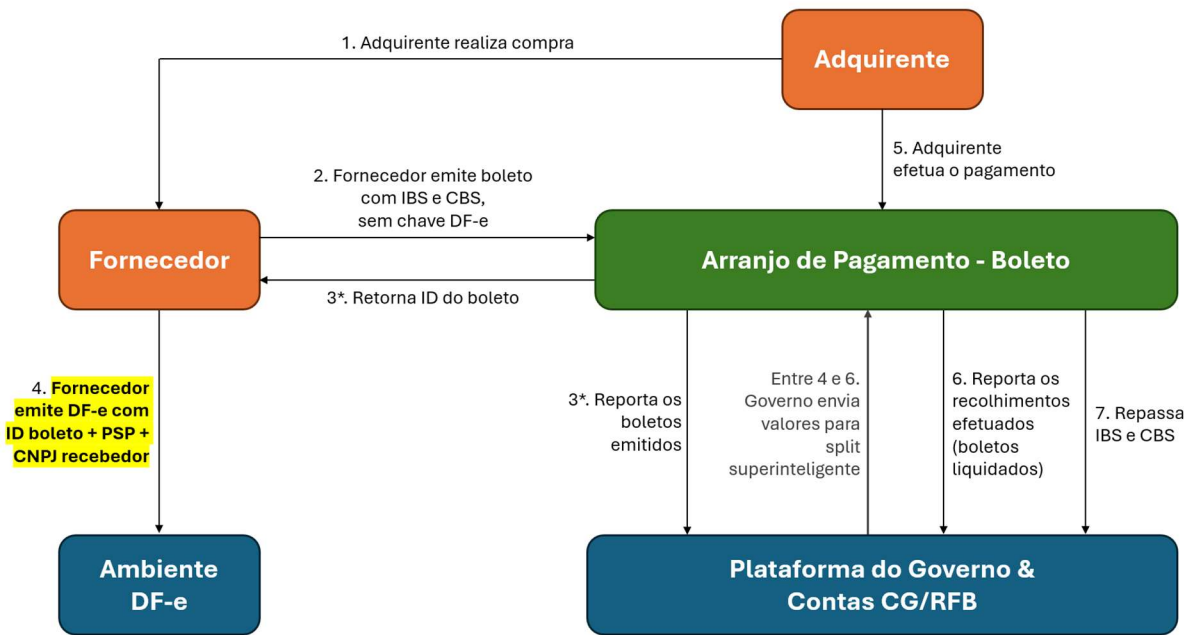 1. Adquirente realiza compra
Adquirente
5. Adquirente
efetua o pagamento
2. Fornecedor emite boleto
com IBS e CBS,
sem chave DF-e
Fornecedor
Arranjo de Pagamento - Boleto
3*. Retorna ID do boleto
4. Fornecedor
emite DF-e com
ID boleto + PSP +
CNPJ recebedor
3*. Reporta os
boletos
emitidos
Entre 4 e 6.
Governo envia
valores para
split
superinteligente
6. Reporta os
recolhimentos
efetuados
(boletos
liquidados)
7. Repassa
IBS e CBS
Ambiente
DF-e
Plataforma do Governo &
Contas CG/RFB